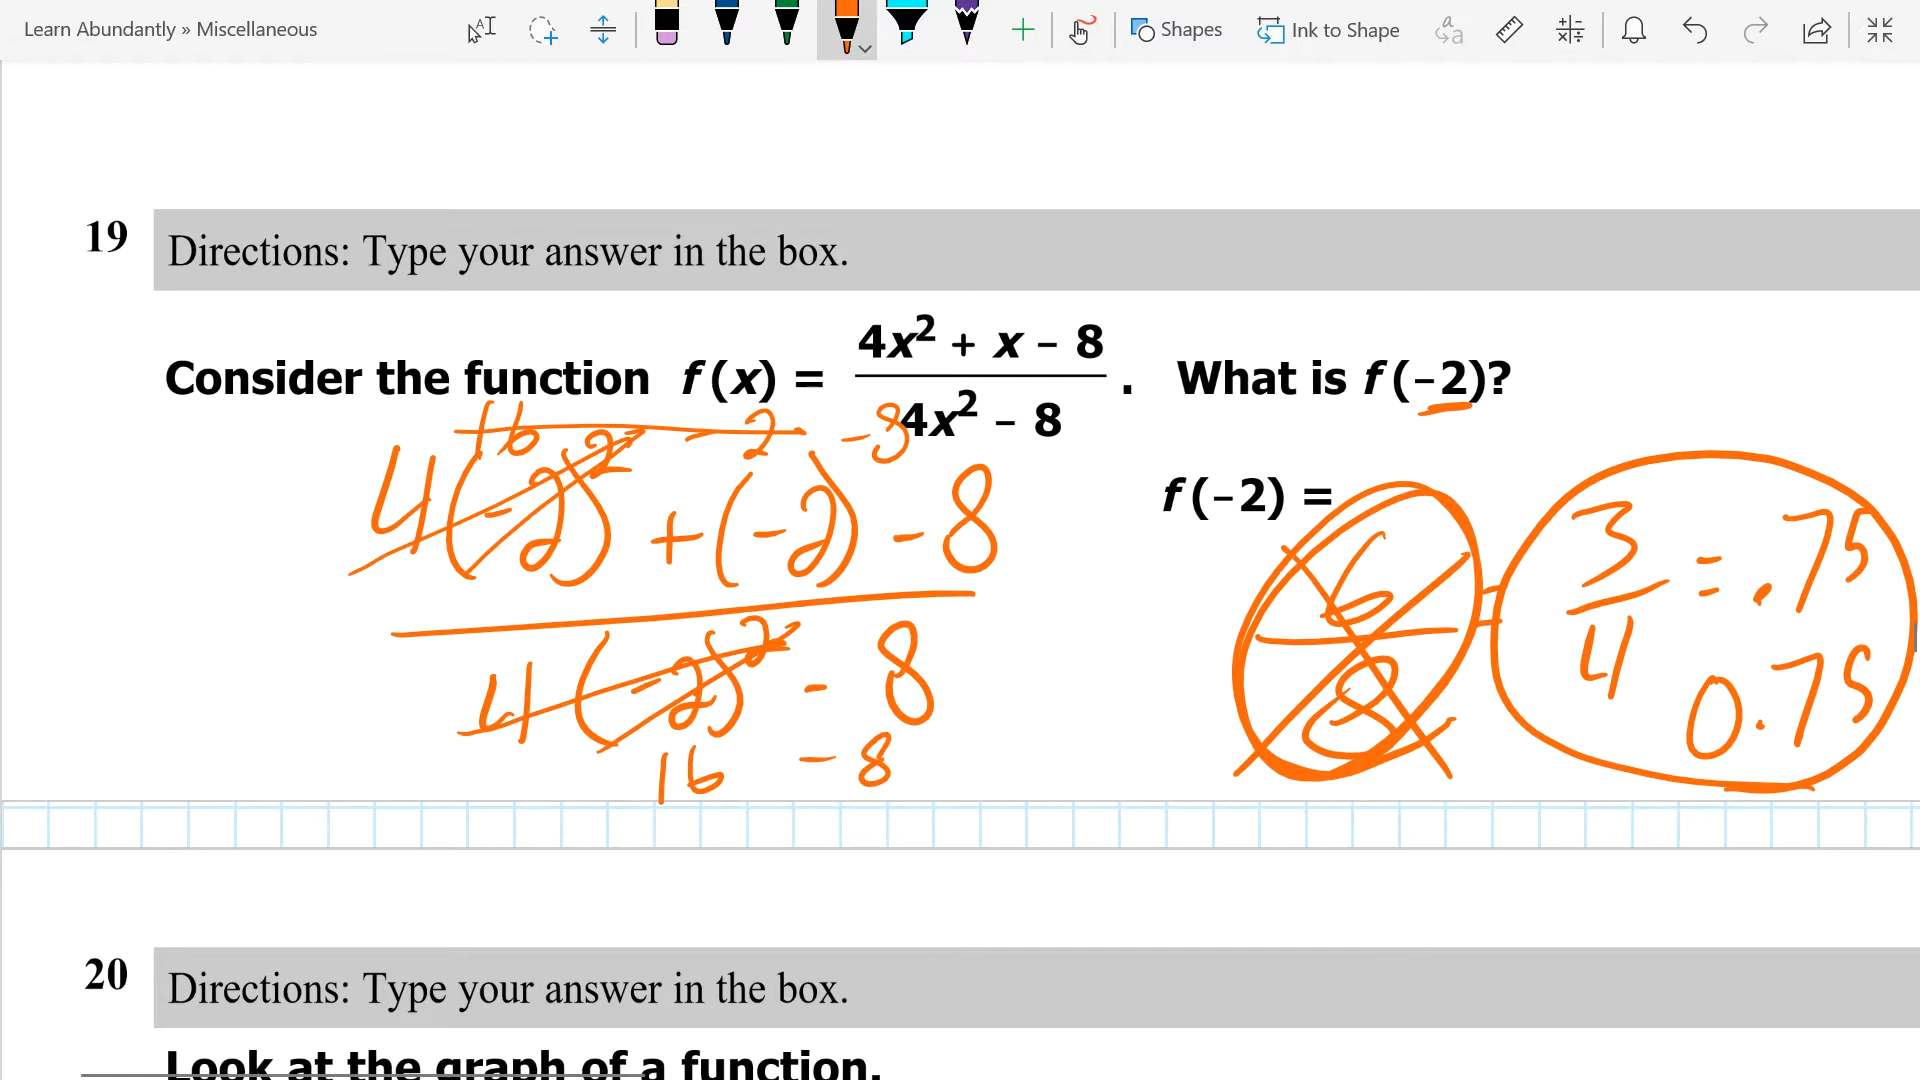 Learn Abundantly » Miscellaneous
Shapes
Ink to Shape
19
Directions: Type your answer in the box.
Consider the function f(x) = 4x² + x – 8 / 4x² – 8 . What is f(–2)?
16 - 2 - 8
4(-2)² + (-2) - 8
4(-2)² - 8
16 - 8
f(–2) =
6/8 = 3/4 = .75
0.75
20
Directions: Type your answer in the box.
Look at the graph of a function.